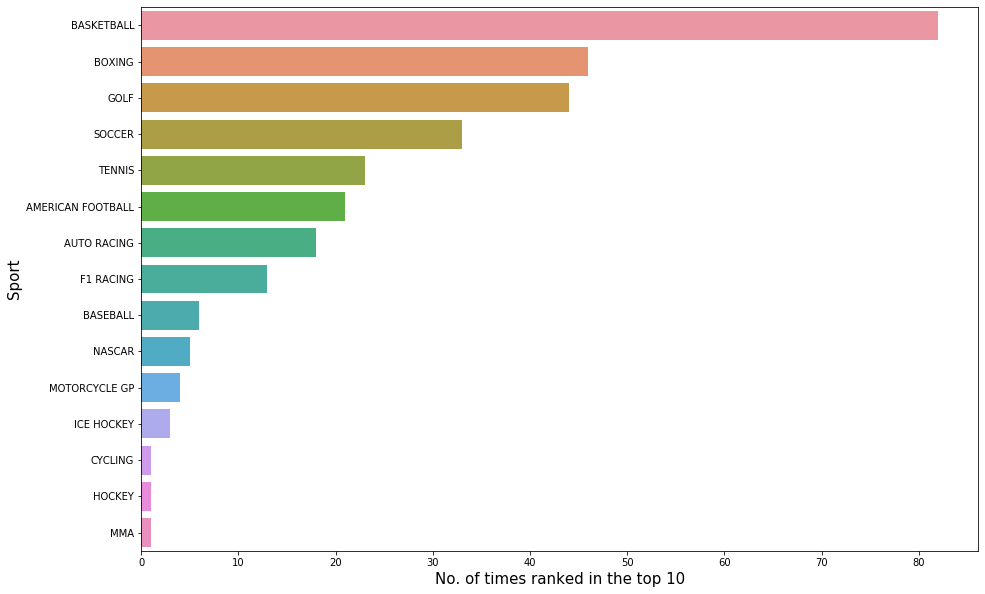 BASKETBALL
BOXING
GOLF
SOCCER
TENNIS
AMERICAN FOOTBALL
AUTO RACING
F1 RACING
BASEBALL
NASCAR
MOTORCYCLE GP
ICE HOCKEY
CYCLING
HOCKEY
MMA
Sport
0 10 20 30 40 50 60 70 80
No. of times ranked in the top 10